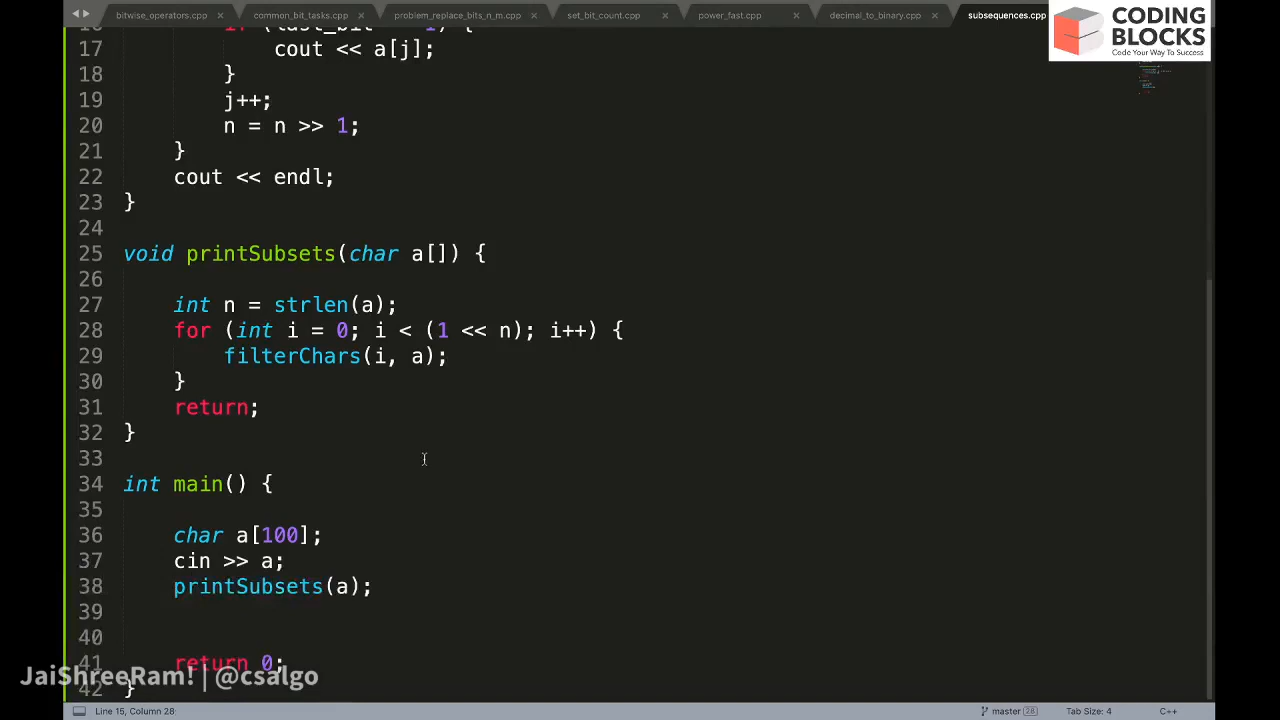 bitwise_operators.cpp × common_bit_tasks.cpp × problem_replace_bits_n_m.cpp × set_bit_count.cpp × power_fast.cpp × decimal_to_binary.cpp × subsequences.cpp
CODING
BLOCKS
Code Your Way To Success
17 cout << a[j];
18 }
19 j++;
20 n = n >> 1;
21 }
22 cout << endl;
23 }
24
25 void printSubsets(char a[]) {
26
27 int n = strlen(a);
28 for (int i = 0; i < (1 << n); i++) {
29 filterChars(i, a);
30 }
31 return;
32 }
33
34 int main() {
35
36 char a[100];
37 cin >> a;
38 printSubsets(a);
39
40
41 return 0;
42 }
JaiShreeRam! | @csalgo
Line 15, Column 28 master 28 Tab Size: 4 C++